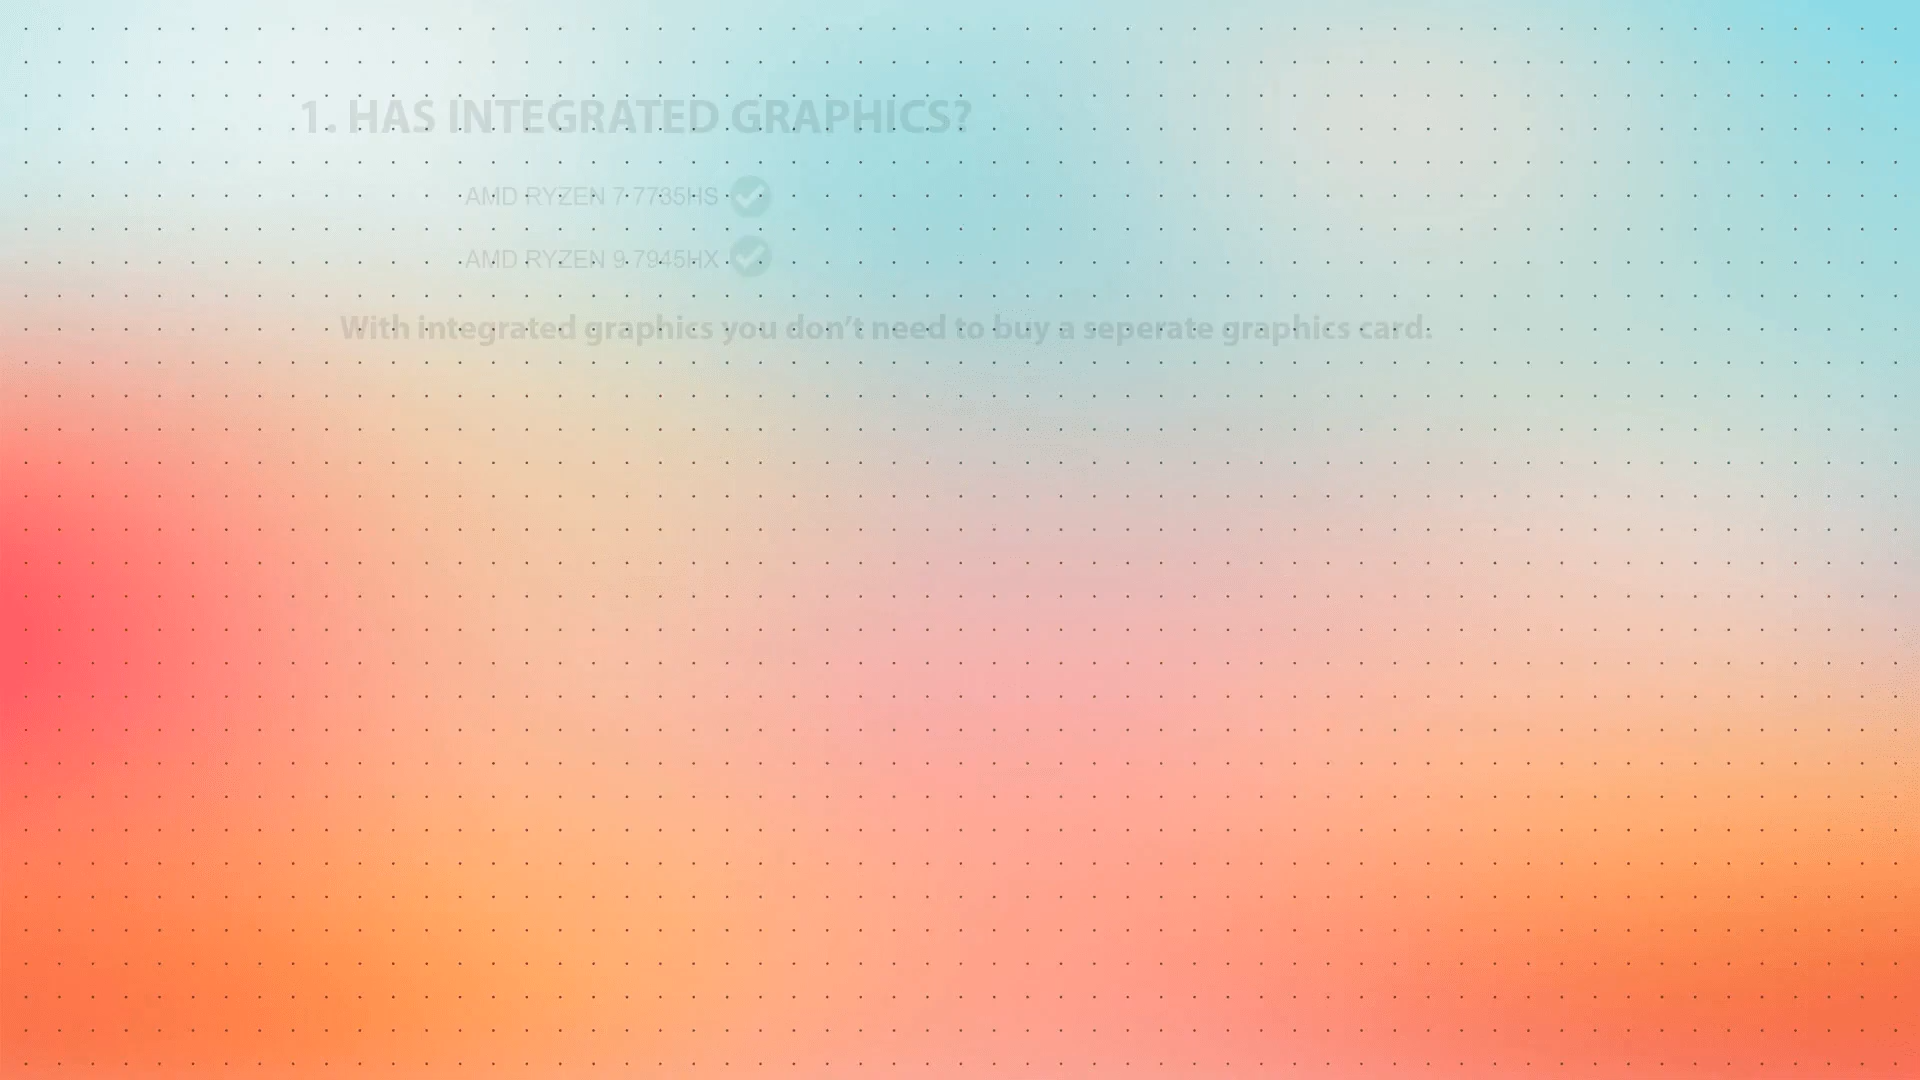 1. HAS INTEGRATED GRAPHICS?
AMD RYZEN 7 7735HS
AMD RYZEN 9 7945HX
With integrated graphics you don’t need to buy a seperate graphics card.